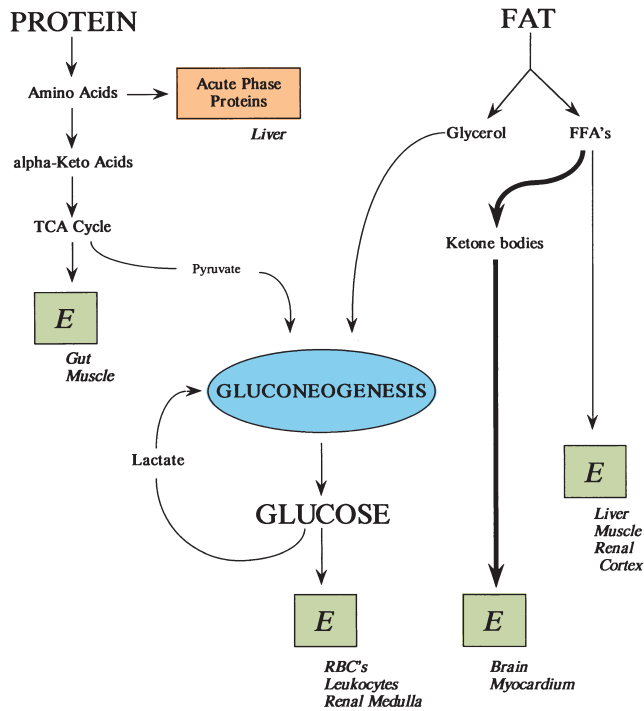 PROTEIN
FAT
Amino Acids
Acute Phase
Proteins
Liver
Glycerol
FFA's
alpha-Keto Acids
TCA Cycle
Ketone bodies
Pyruvate
E
Gut
Muscle
GLUCONEOGENESIS
Lactate
GLUCOSE
E
Liver
Muscle
Renal
Cortex
E
RBC's
Leukocytes
Renal Medulla
E
Brain
Myocardium